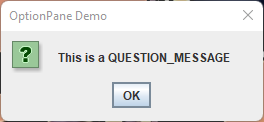 OptionPane Demo
?
This is a QUESTION_MESSAGE
OK